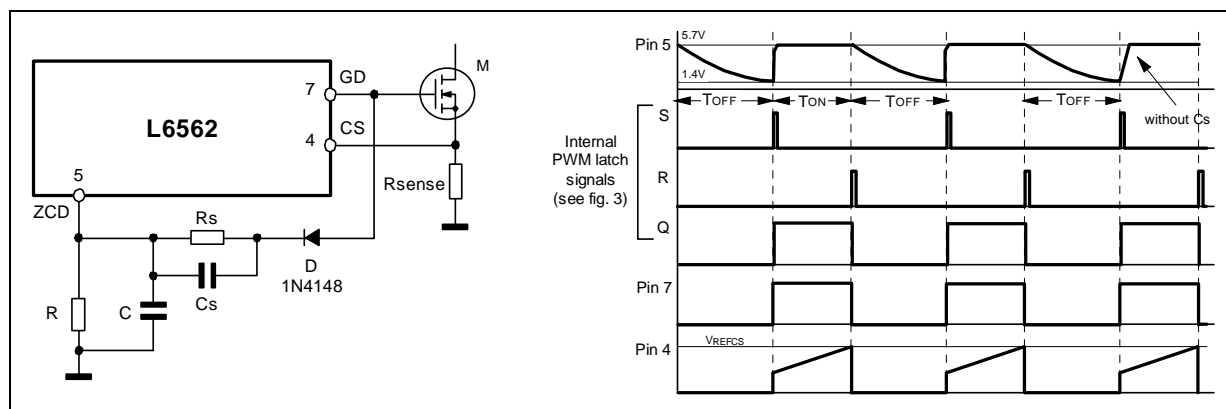 L6562
7
GD
M
4
CS
5
ZCD
Rsense
Rs
Cs
D
1N4148
R
C
Pin 5
5.7V
1.4V
TOFF
TON
TOFF
TOFF
without Cs
Internal
PWM latch
signals
(see fig. 3)
S
R
Q
Pin 7
Pin 4
VREFCS